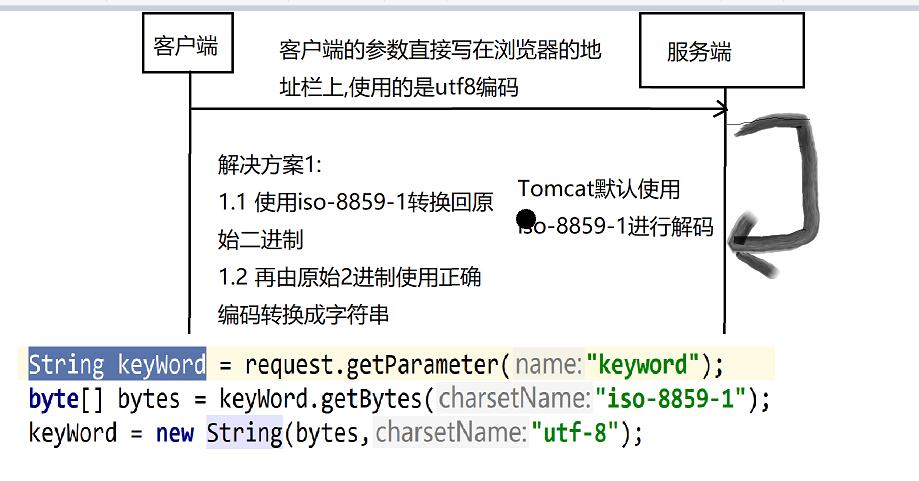 客户端
客户端的参数直接写在浏览器的地
址栏上,使用的是utf8编码
服务端
解决方案1:
1.1 使用iso-8859-1转换回原
始二进制
1.2 再由原始2进制使用正确
编码转换成字符串
Tomcat默认使用
iso-8859-1进行解码
String keyWord = request.getParameter( name: "keyword");
byte[] bytes = keyWord.getBytes( charsetName: "iso-8859-1");
keyWord = new String(bytes, charsetName: "utf-8");